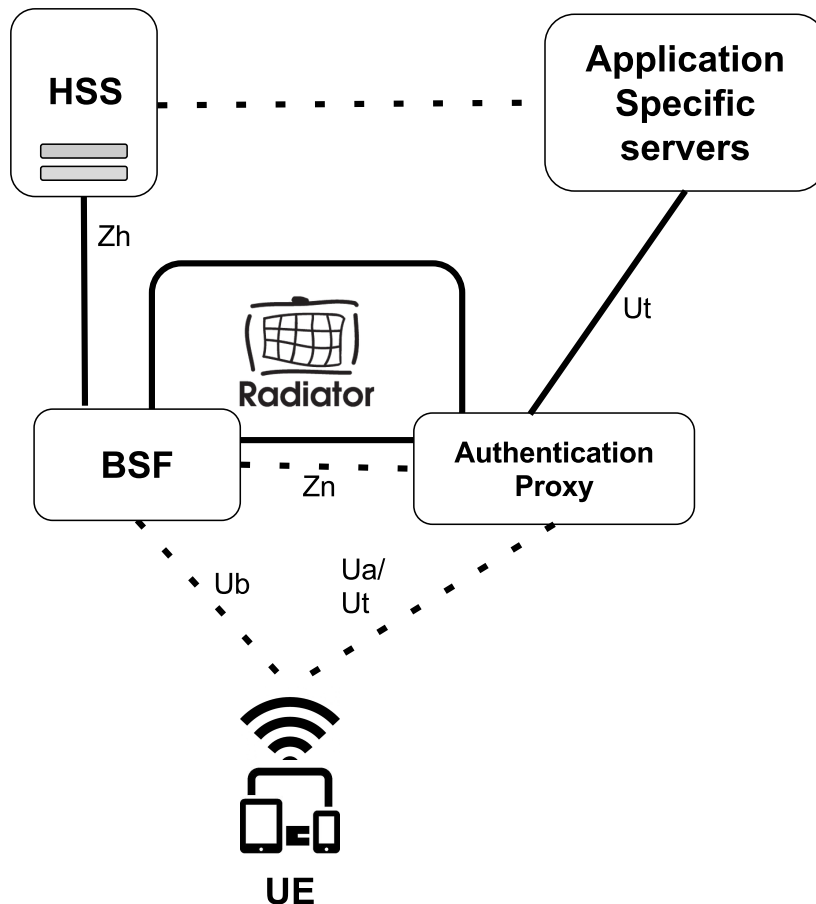 HSS
Application
Specific
servers
Zh
Ut
Radiator
BSF
Authentication
Proxy
Zn
Ub
Ua/
Ut
UE